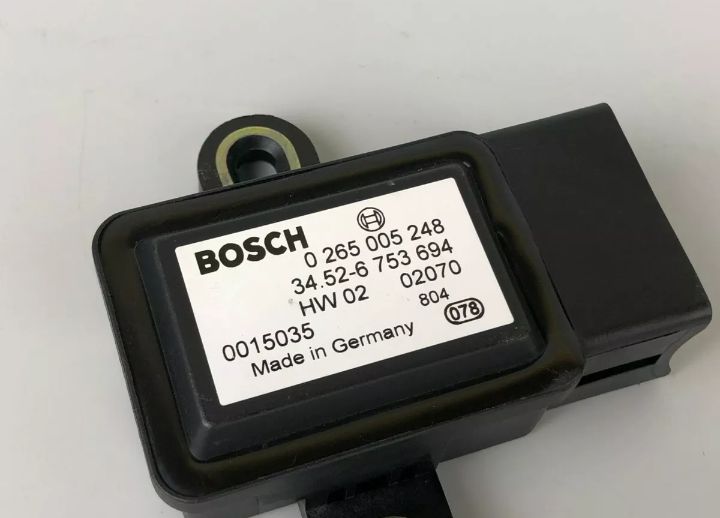 BOSCH 0 265 005 248
34.52-6 753 694
HW 02 02070
0015035 804 078
Made in Germany